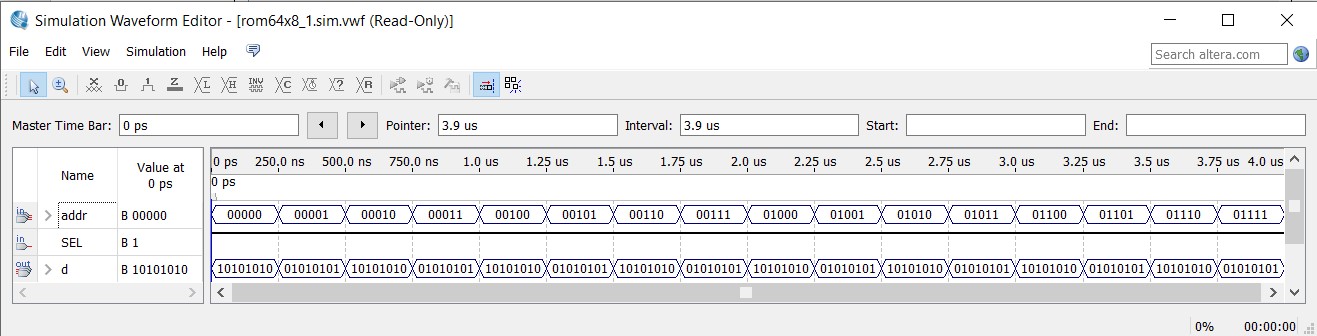 Simulation Waveform Editor - [rom64x8_1.sim.vwf (Read-Only)]
File Edit View Simulation Help
Search altera.com
Master Time Bar: 0 ps Pointer: 3.9 us Interval: 3.9 us Start: End:
Name Value at 0 ps
0 ps 250.0 ns 500.0 ns 750.0 ns 1.0 us 1.25 us 1.5 us 1.75 us 2.0 us 2.25 us 2.5 us 2.75 us 3.0 us 3.25 us 3.5 us 3.75 us 4.0 us
0 ps
addr B 00000 00000 00001 00010 00011 00100 00101 00110 00111 01000 01001 01010 01011 01100 01101 01110 01111
SEL B 1
d B 10101010 10101010 01010101 10101010 01010101 10101010 01010101 10101010 01010101 10101010 01010101 10101010 01010101 10101010 01010101 10101010 01010101
0% 00:00:00